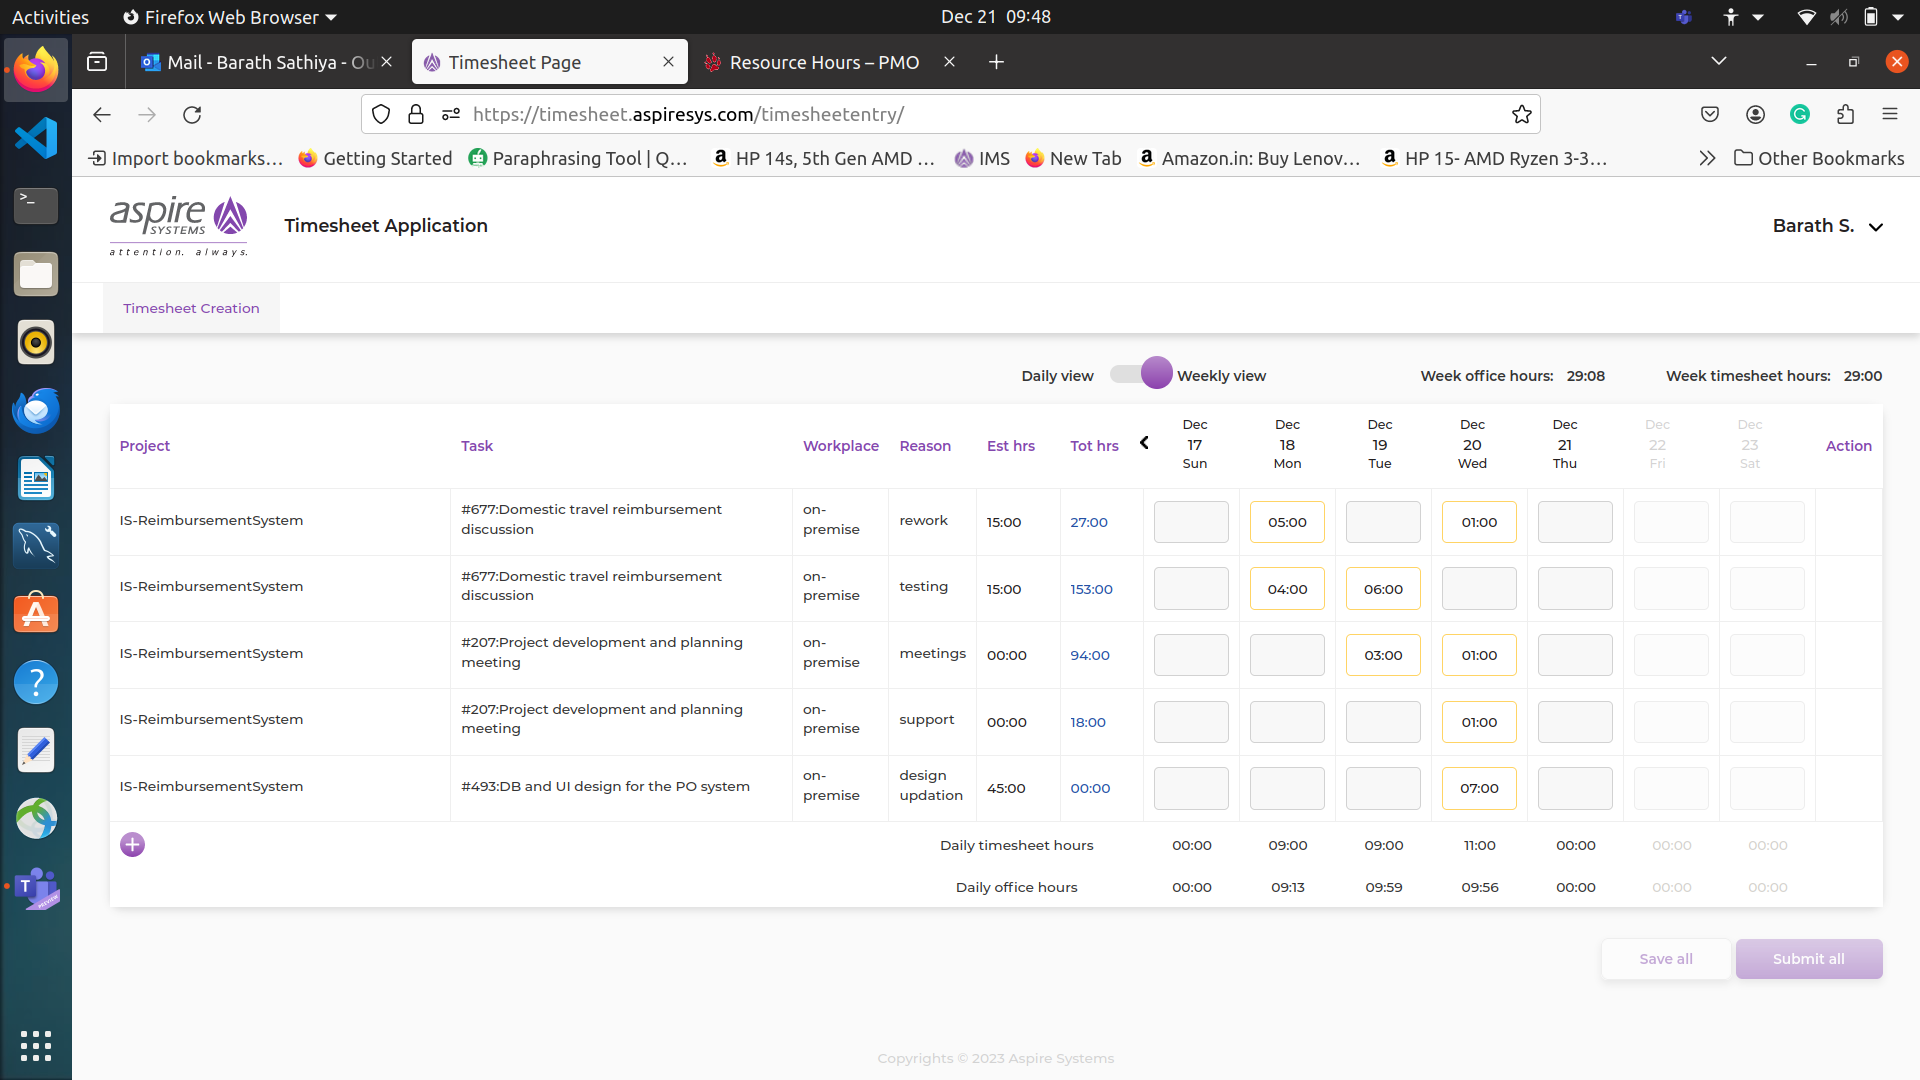 Activities Firefox Web Browser Dec 21 09:48
Mail - Barath Sathiya - Ou Timesheet Page Resource Hours – PMO
https://timesheet.aspiresys.com/timesheetentry/
Import bookmarks... Getting Started Paraphrasing Tool | Q... HP 14s, 5th Gen AMD ... IMS New Tab Amazon.in: Buy Lenov... HP 15- AMD Ryzen 3-3... Other Bookmarks
aspire
SYSTEMS
attention. always.
Timesheet Application
Barath S.
Timesheet Creation
Daily view Weekly view Week office hours: 29:08 Week timesheet hours: 29:00
Project Task Workplace Reason Est hrs Tot hrs Dec 17 Sun Dec 18 Mon Dec 19 Tue Dec 20 Wed Dec 21 Thu Dec 22 Fri Dec 23 Sat Action
IS-ReimbursementSystem #677:Domestic travel reimbursement discussion on-premise rework 15:00 27:00 05:00 01:00
IS-ReimbursementSystem #677:Domestic travel reimbursement discussion on-premise testing 15:00 153:00 04:00 06:00
IS-ReimbursementSystem #207:Project development and planning meeting on-premise meetings 00:00 94:00 03:00 01:00
IS-ReimbursementSystem #207:Project development and planning meeting on-premise support 00:00 18:00 01:00
IS-ReimbursementSystem #493:DB and UI design for the PO system on-premise design updation 45:00 00:00 07:00
Daily timesheet hours 00:00 09:00 09:00 11:00 00:00 00:00 00:00
Daily office hours 00:00 09:13 09:59 09:56 00:00 00:00 00:00
Save all Submit all
Copyrights © 2023 Aspire Systems